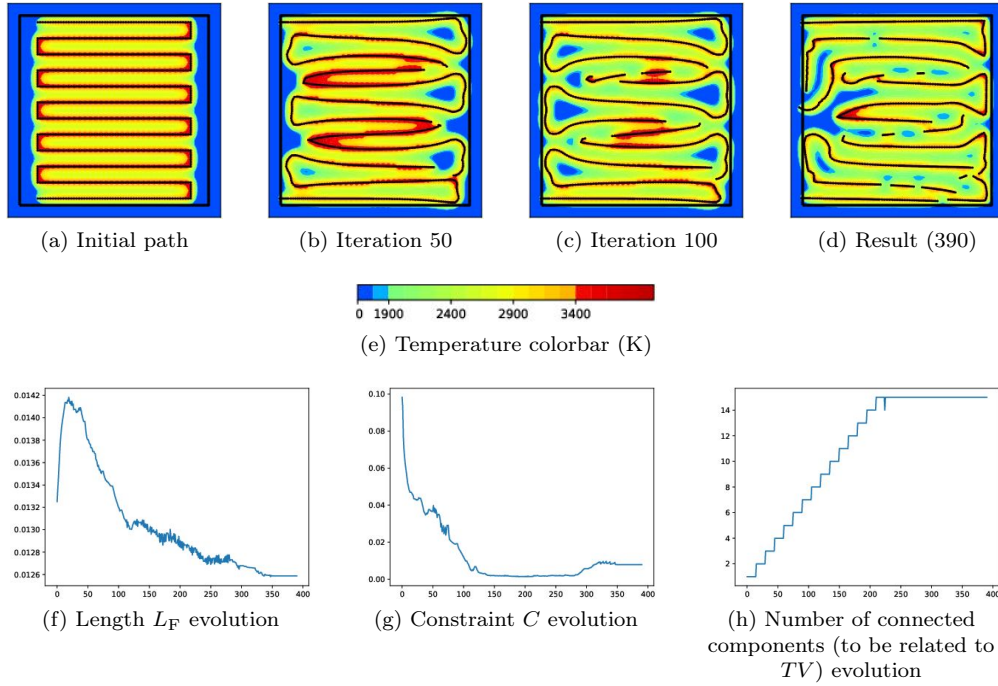 (a) Initial path
(b) Iteration 50
(c) Iteration 100
(d) Result (390)
0 1900 2400 2900 3400
(e) Temperature colorbar (K)
0.0142
0.0140
0.0138
0.0136
0.0134
0.0132
0.0130
0.0128
0.0126
0 50 100 150 200 250 300 350 400
(f) Length L_F evolution
0.10
0.08
0.06
0.04
0.02
0.00
0 50 100 150 200 250 300 350 400
(g) Constraint C evolution
14
12
10
8
6
4
2
0 50 100 150 200 250 300 350 400
(h) Number of connected
components (to be related to
TV) evolution